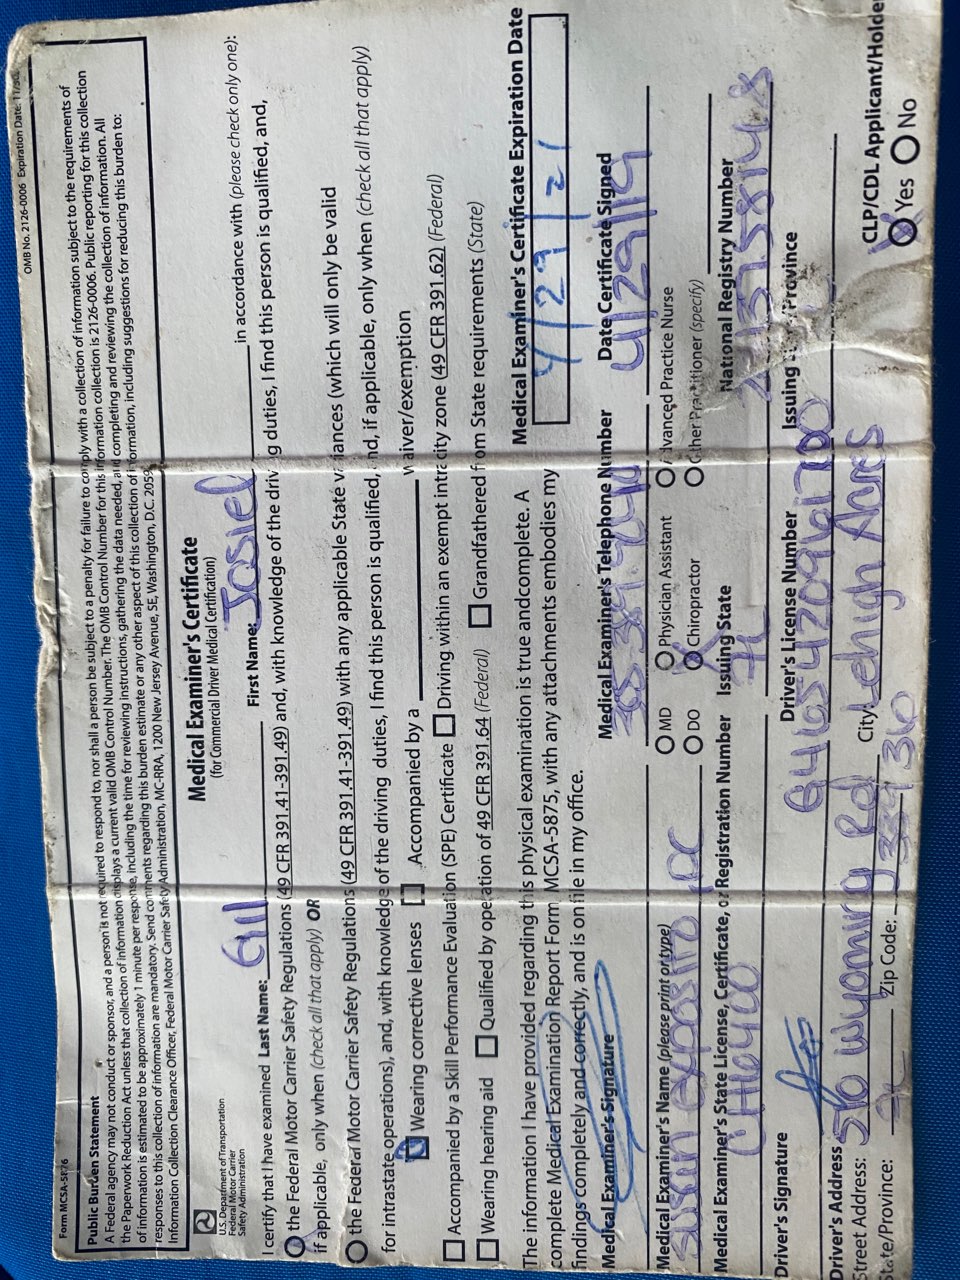 Form MCSA-5876
OMB No. 2126-0006 Expiration Date: 11/30
Public Burden Statement
A Federal agency may not conduct or sponsor, and a person is not required to respond to, nor shall a person be subject to a penalty for failure to comply with a collection of information subject to the requirements of
the Paperwork Reduction Act unless that collection of information displays a current valid OMB Control Number. The OMB Control Number for this information collection is 2126-0006. Public reporting for this collection
of information is estimated to be approximately 1 minute per response, including the time for reviewing instructions, gathering the data needed, and completing and reviewing the collection of information. All
responses to this collection of information are mandatory. Send comments regarding this burden estimate or any other aspect of this collection of information, including suggestions for reducing this burden to:
Information Collection Clearance Officer, Federal Motor Carrier Safety Administration, MC-RRA, 1200 New Jersey Avenue, SE, Washington, D.C. 2059
U.S. Department of Transportation
Federal Motor Carrier
Safety Administration
Medical Examiner's Certificate
(for Commercial Driver Medical Certification)
I certify that I have examined Last Name: Gill First Name: Josiel in accordance with (please check only one):
the Federal Motor Carrier Safety Regulations (49 CFR 391.41-391.49) and, with knowledge of the driving duties, I find this person is qualified, and,
if applicable, only when (check all that apply) OR
the Federal Motor Carrier Safety Regulations (49 CFR 391.41-391.49) with any applicable State variances (which will only be valid
for intrastate operations), and, with knowledge of the driving duties, I find this person is qualified, and, if applicable, only when (check all that apply)
Wearing corrective lenses Accompanied by a waiver/exemption
Accompanied by a Skill Performance Evaluation (SPE) Certificate Driving within an exempt intracity zone (49 CFR 391.62) (Federal)
Wearing hearing aid Qualified by operation of 49 CFR 391.64 (Federal) Grandfathered from State requirements (State)
The information I have provided regarding this physical examination is true andcomplete. A
complete Medical Examination Report Form MCSA-5875, with any attachments embodies my
findings completely and correctly, and is on file in my office.
Medical Examiner's Certificate Expiration Date
4/29/21
Medical Examiner's Signature Medical Examiner's Telephone Number Date Certificate Signed
4/29/19
Medical Examiner's Name (please print or type)
Susan Exposito, DC
MD Physician Assistant Advanced Practice Nurse
DO Chiropractor Other Practitioner (specify)
Medical Examiner's State License, Certificate, or Registration Number Issuing State National Registry Number
CH6400 FL
Driver's Signature Driver's License Number Issuing State/Province
G465420961700
Driver's Address
Street Address: 510 Wyoming Rd City: Lehigh Acres
State/Province: Zip Code: 33936
CLP/CDL Applicant/Holder
Yes No